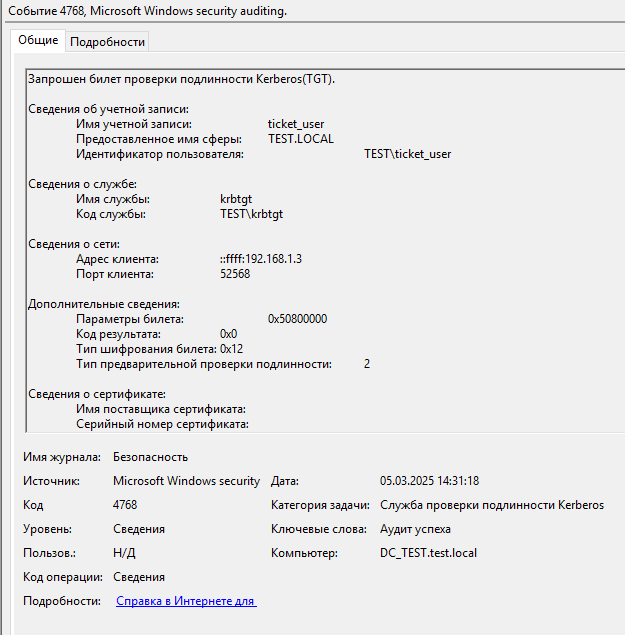 Событие 4768, Microsoft Windows security auditing.
Общие Подробности
Запрошен билет проверки подлинности Kerberos(TGT).
Сведения об учетной записи:
Имя учетной записи: ticket_user
Предоставленное имя сферы: TEST.LOCAL
Идентификатор пользователя: TEST\ticket_user
Сведения о службе:
Имя службы: krbtgt
Код службы: TEST\krbtgt
Сведения о сети:
Адрес клиента: ::ffff:192.168.1.3
Порт клиента: 52568
Дополнительные сведения:
Параметры билета: 0x50800000
Код результата: 0x0
Тип шифрования билета: 0x12
Тип предварительной проверки подлинности: 2
Сведения о сертификате:
Имя поставщика сертификата:
Серийный номер сертификата:
Имя журнала: Безопасность
Источник: Microsoft Windows security Дата: 05.03.2025 14:31:18
Код 4768 Категория задачи: Служба проверки подлинности Kerberos
Уровень: Сведения Ключевые слова: Аудит успеха
Пользов.: Н/Д Компьютер: DC_TEST.test.local
Код операции: Сведения
Подробности: Справка в Интернете для